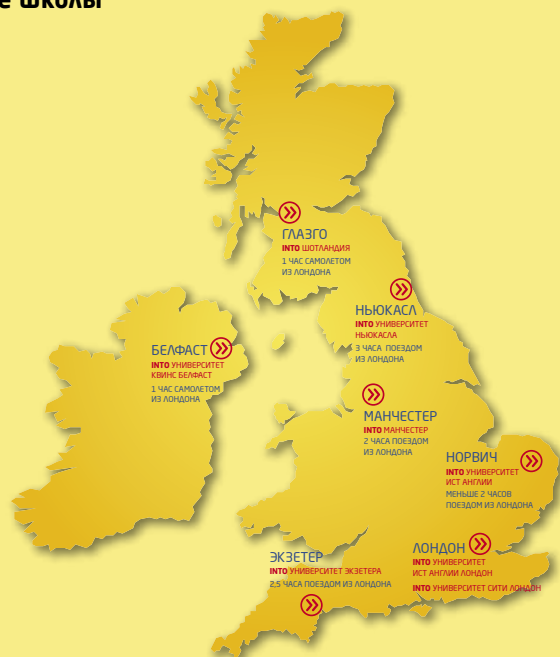 школы
ГЛАЗГО
INTO ШОТЛАНДИЯ
1 ЧАС САМОЛЕТОМ
ИЗ ЛОНДОНА
НЬЮКАСЛ
INTO УНИВЕРСИТЕТ
НЬЮКАСЛА
3 ЧАСА ПОЕЗДОМ
ИЗ ЛОНДОНА
БЕЛФАСТ
INTO УНИВЕРСИТЕТ
КВИНС БЕЛФАСТ
1 ЧАС САМОЛЕТОМ
ИЗ ЛОНДОНА
МАНЧЕСТЕР
INTO МАНЧЕСТЕР
2 ЧАСА ПОЕЗДОМ
ИЗ ЛОНДОНА
НОРВИЧ
INTO УНИВЕРСИТЕТ
ИСТ АНГЛИИ
МЕНЬШЕ 2 ЧАСОВ
ПОЕЗДОМ ИЗ ЛОНДОНА
ЭКЗЕТЕР
INTO УНИВЕРСИТЕТ ЭКЗЕТЕРА
2,5 ЧАСА ПОЕЗДОМ ИЗ ЛОНДОНА
ЛОНДОН
INTO УНИВЕРСИТЕТ
ИСТ АНГЛИИ ЛОНДОН
INTO УНИВЕРСИТЕТ СИТИ ЛОНДОН